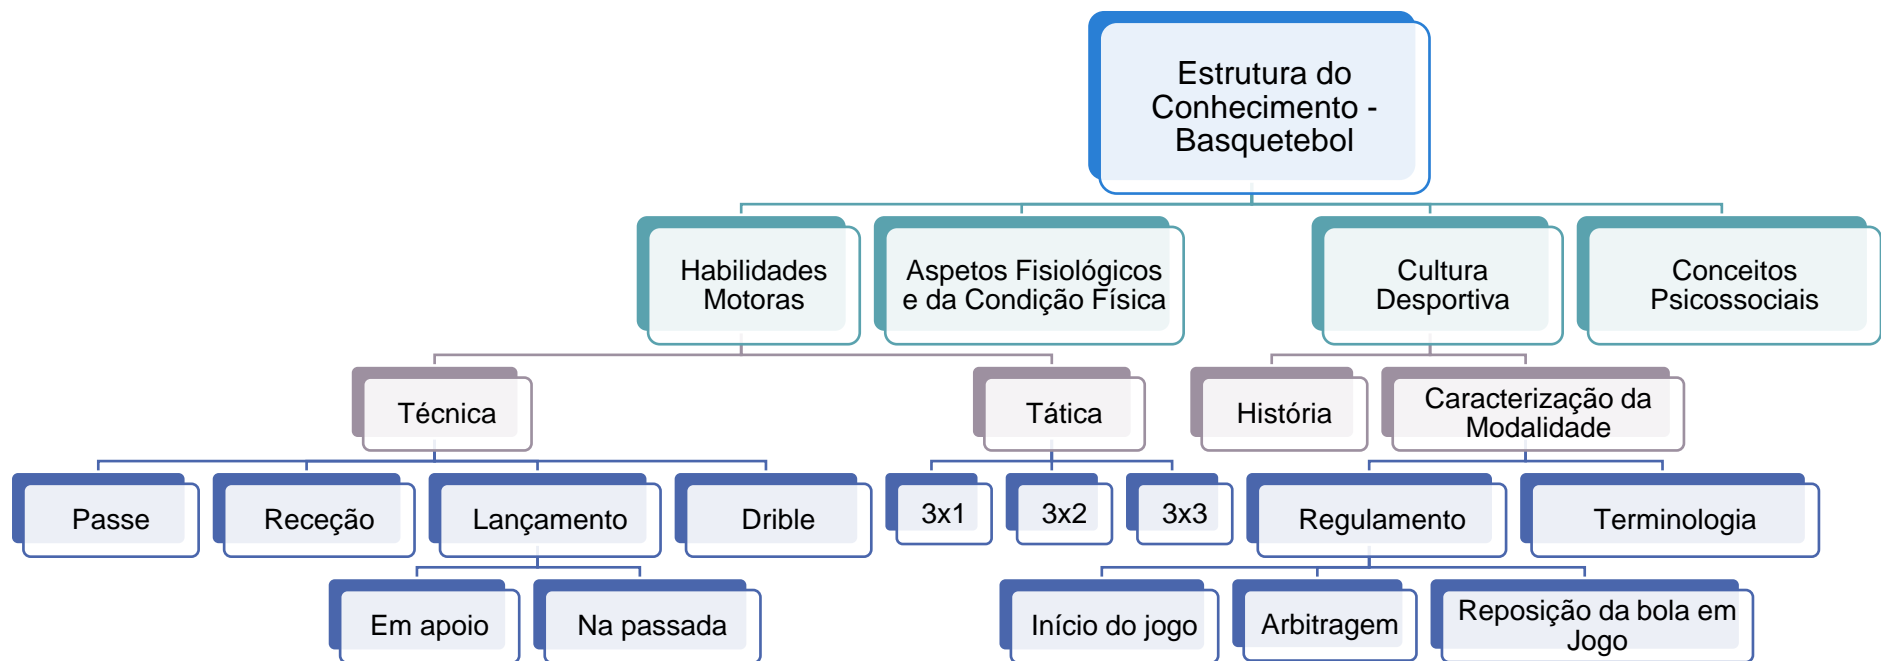 Estrutura do
Conhecimento -
Basquetebol
Habilidades
Motoras
Aspetos Fisiológicos
e da Condição Física
Cultura
Desportiva
Conceitos
Psicossociais
Técnica
Tática
História
Caracterização da
Modalidade
Passe
Receção
Lançamento
Drible
3x1
3x2
3x3
Regulamento
Terminologia
Em apoio
Na passada
Início do jogo
Arbitragem
Reposição da bola em
Jogo